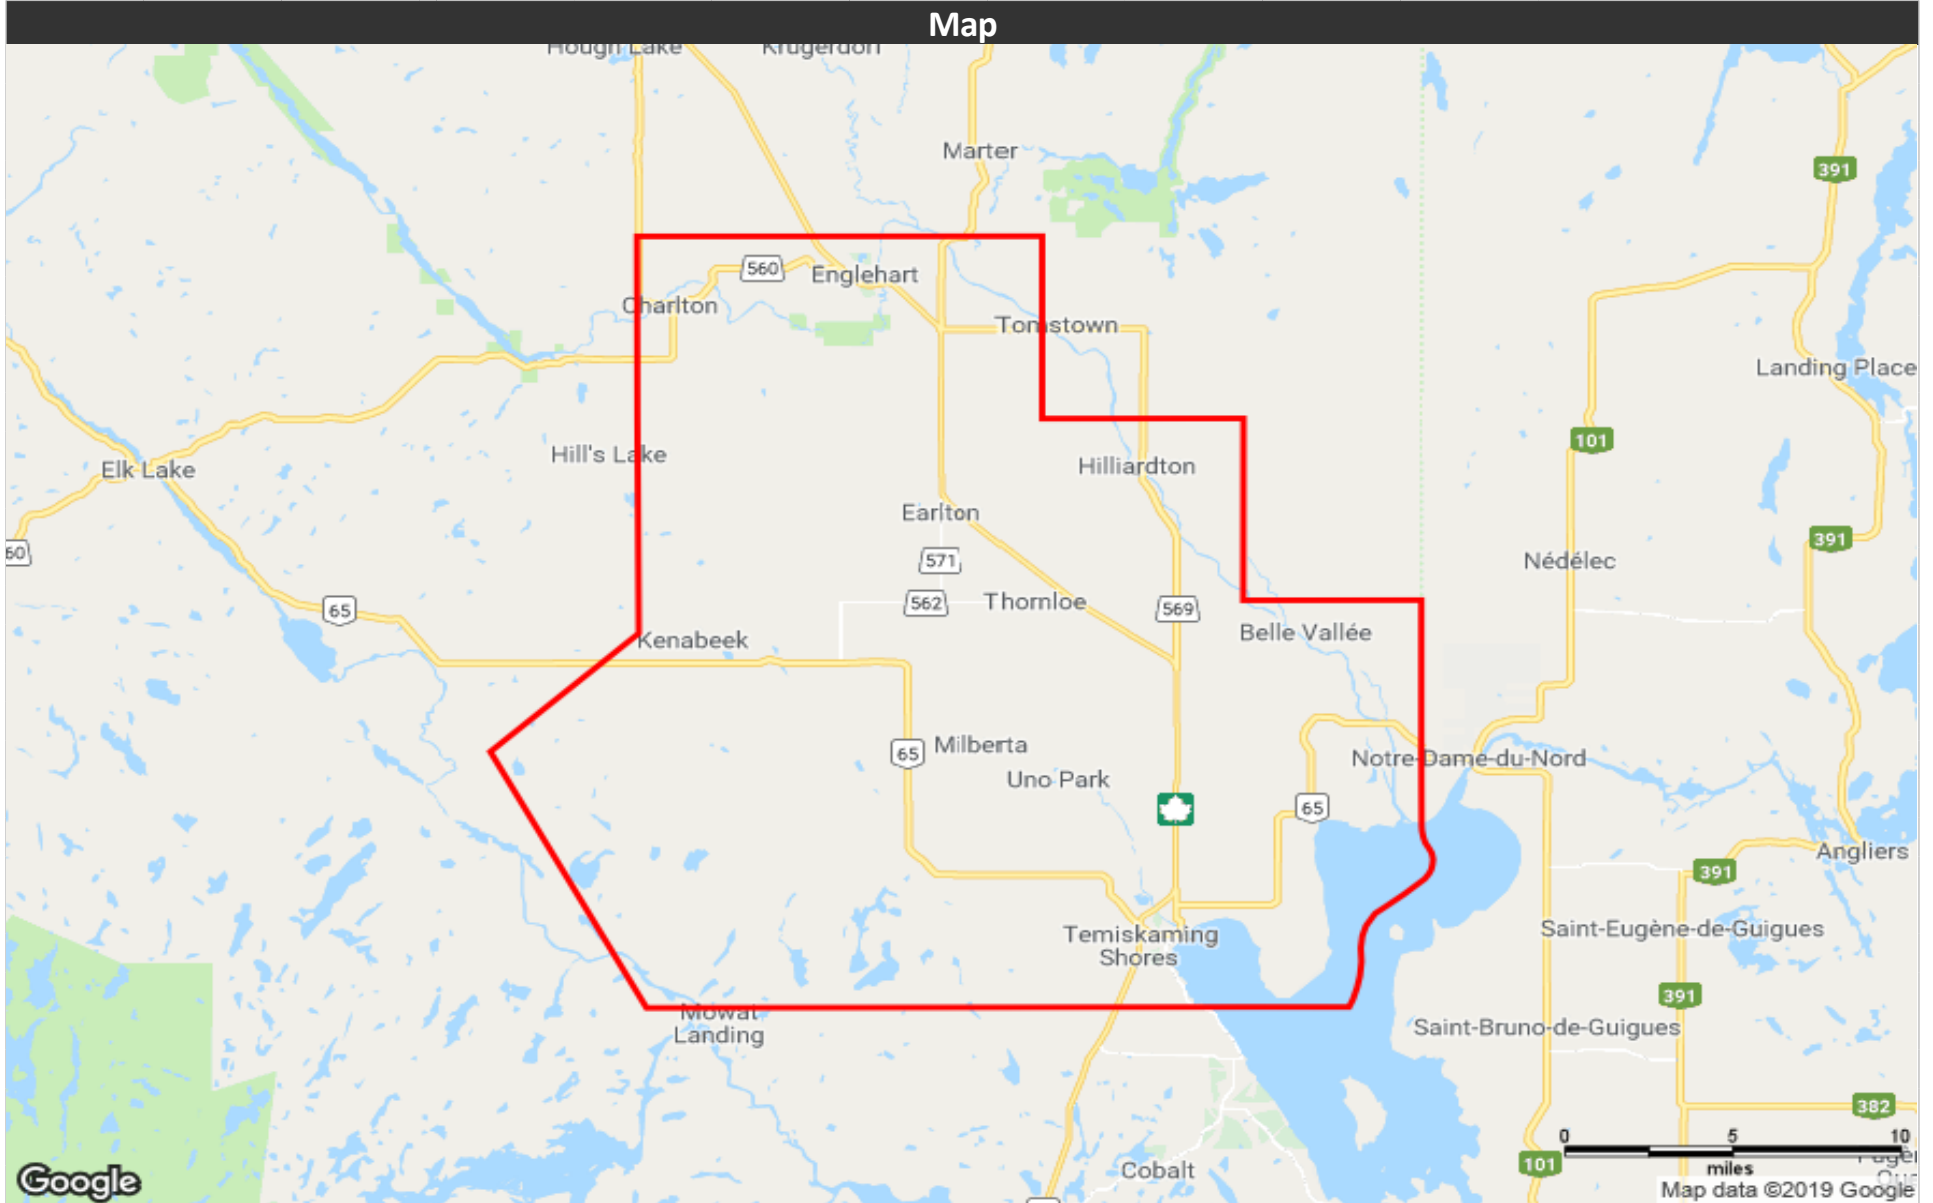 Map
Hough Lake
Krugerdorf
Marter
391
560
Englehart
Charlton
Tomstown
Landing Place
101
Hill's Lake
Hilliardton
Elk Lake
Earlton
391
60
571
Nédélec
562
Thornloe
569
65
Belle Vallée
Kenabeek
65
Milberta
Notre-Dame-du-Nord
Uno Park
65
Angliers
391
Saint-Eugène-de-Guigues
Temiskaming
Shores
391
Mowat
Landing
Saint-Bruno-de-Guigues
382
0 5 10
miles
101
Cobalt
Google
Map data ©2019 Google